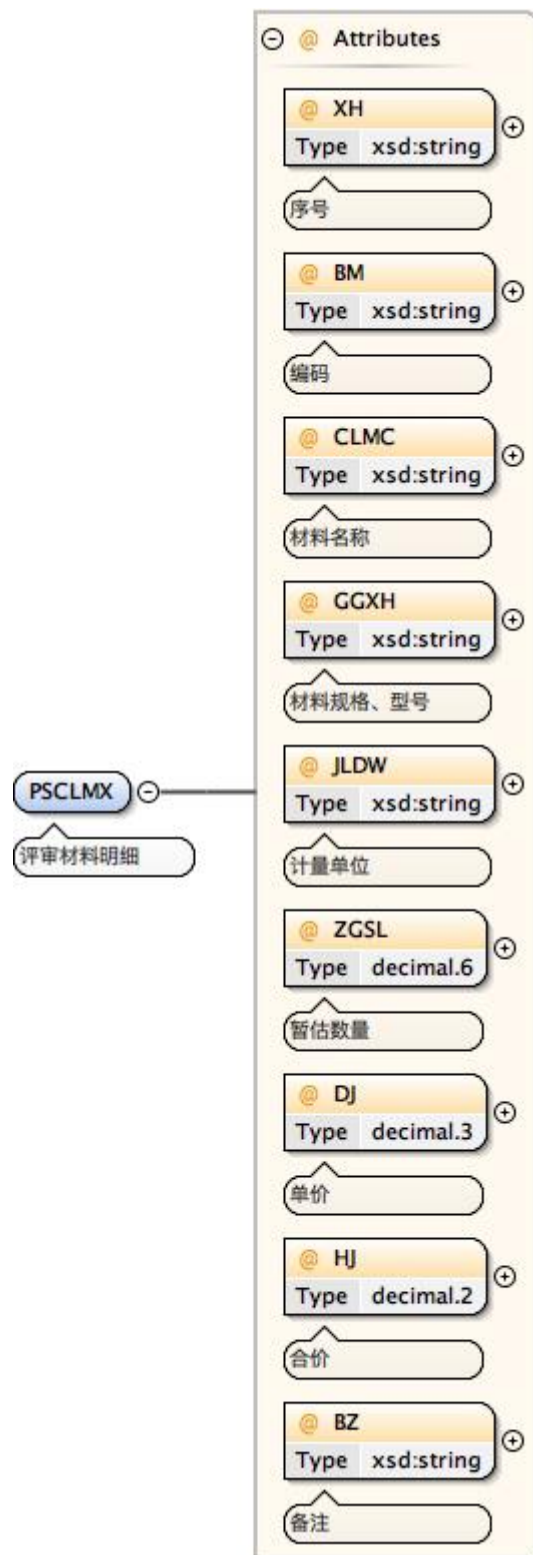 @ Attributes
@ XH
Type xsd:string
序号
@ BM
Type xsd:string
编码
@ CLMC
Type xsd:string
材料名称
@ GGXH
Type xsd:string
材料规格、型号
@ JLDW
Type xsd:string
计量单位
PSCLMX
评审材料明细
@ ZGSL
Type decimal.6
暂估数量
@ DJ
Type decimal.3
单价
@ HJ
Type decimal.2
合价
@ BZ
Type xsd:string
备注